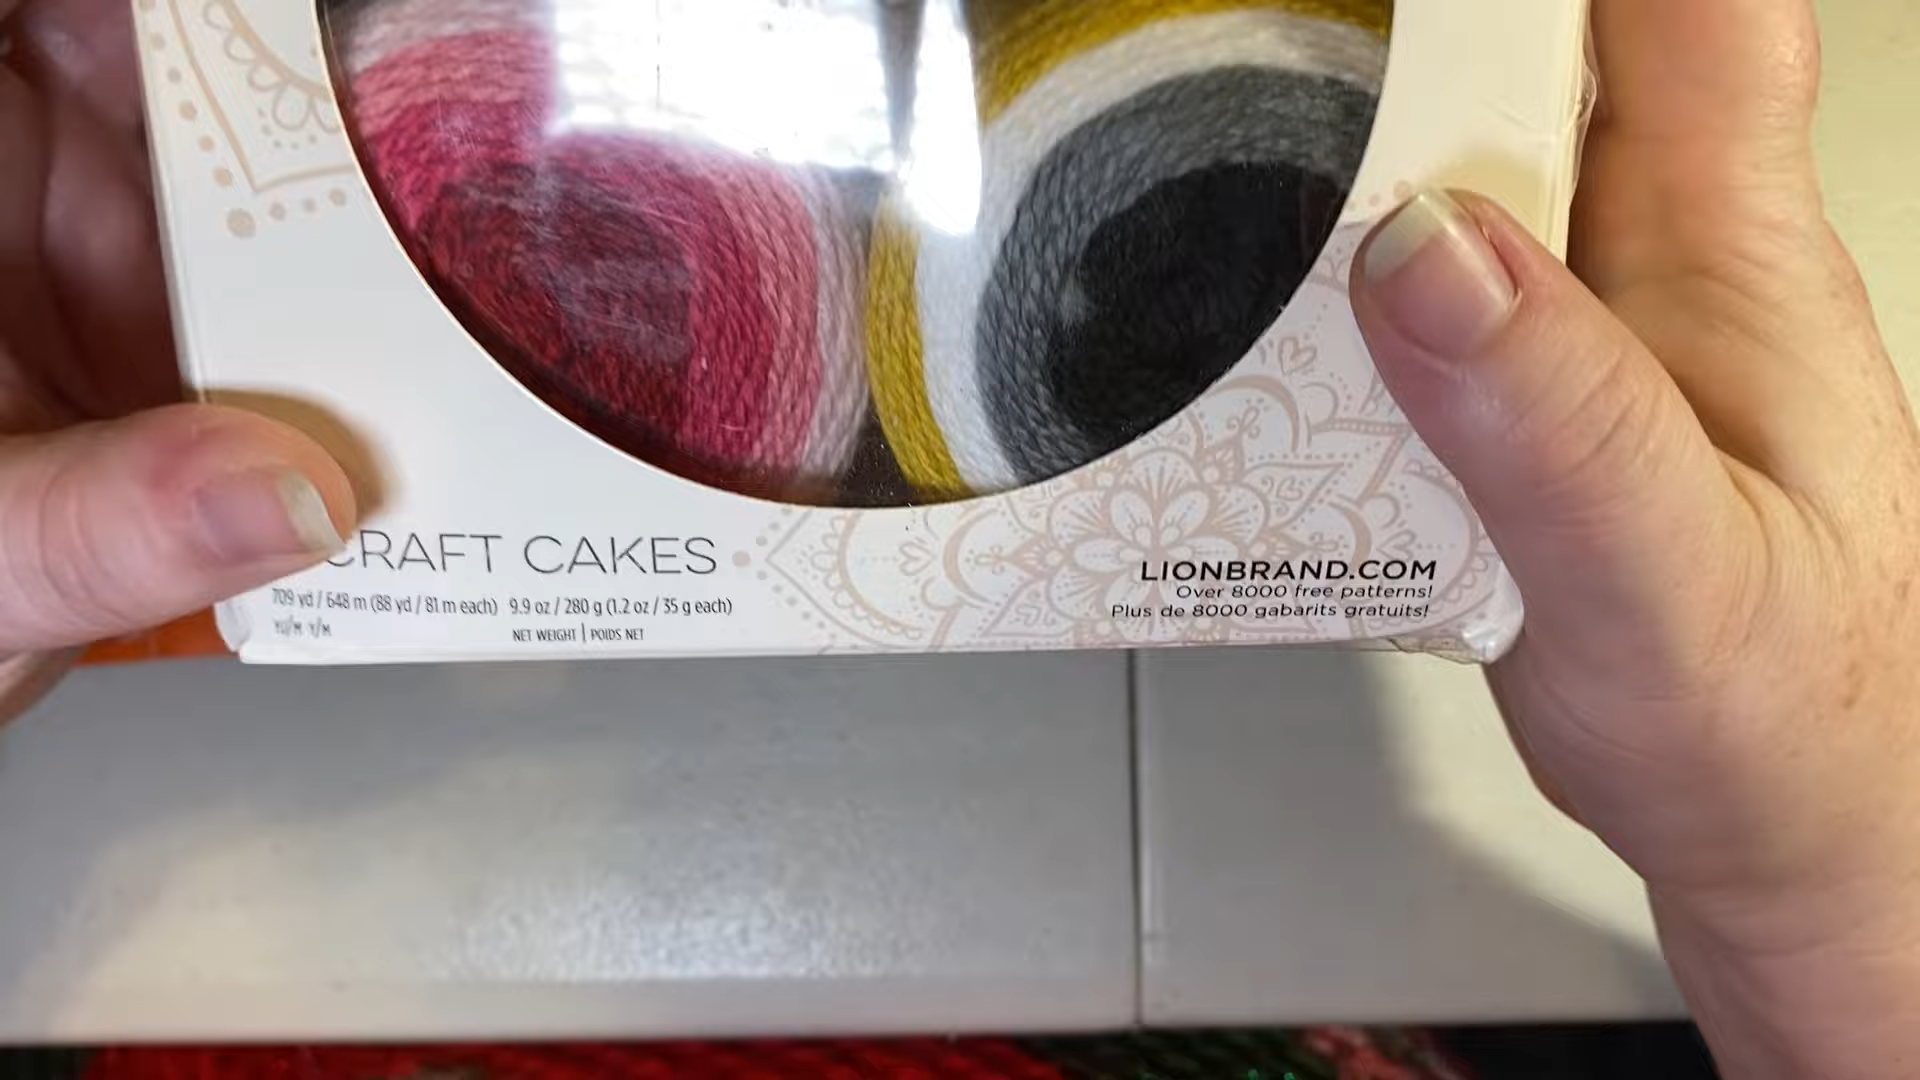 CRAFT CAKES
709 yd / 648 m (88 yd / 81 m each) 9.9 oz / 280 g (1.2 oz / 35 g each)
NET WEIGHT | POIDS NET
LIONBRAND.COM
Over 8000 free patterns!
Plus de 8000 gabarits gratuits!